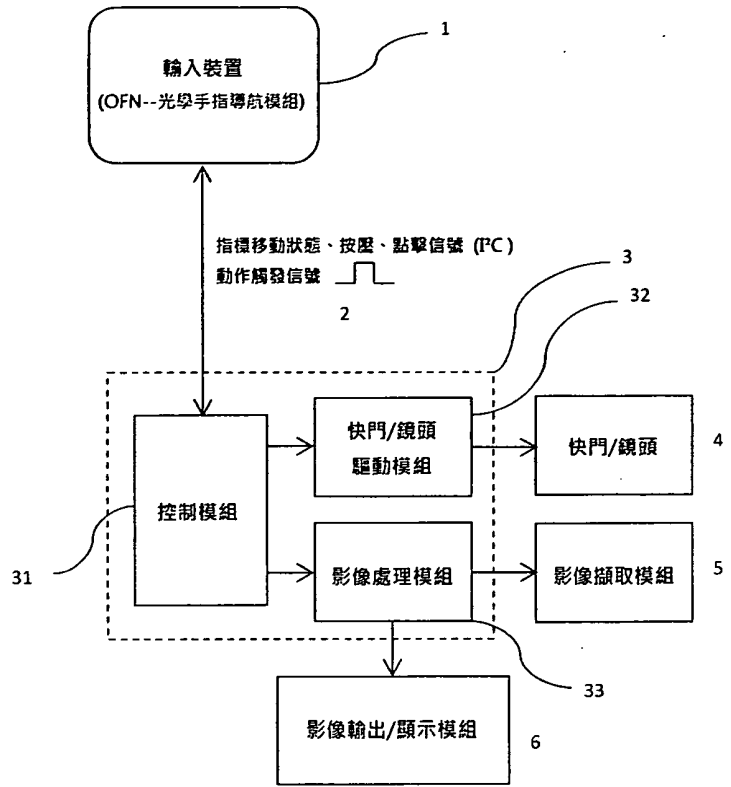 1
輸入裝置
(OFN--光學手指導航模組)
指標移動狀態、按壓、點擊信號 (I²C)
動作觸發信號
2
3
32
快門/鏡頭
驅動模組
快門/鏡頭
4
控制模組
31
影像處理模組
影像擷取模組
5
33
影像輸出/顯示模組
6